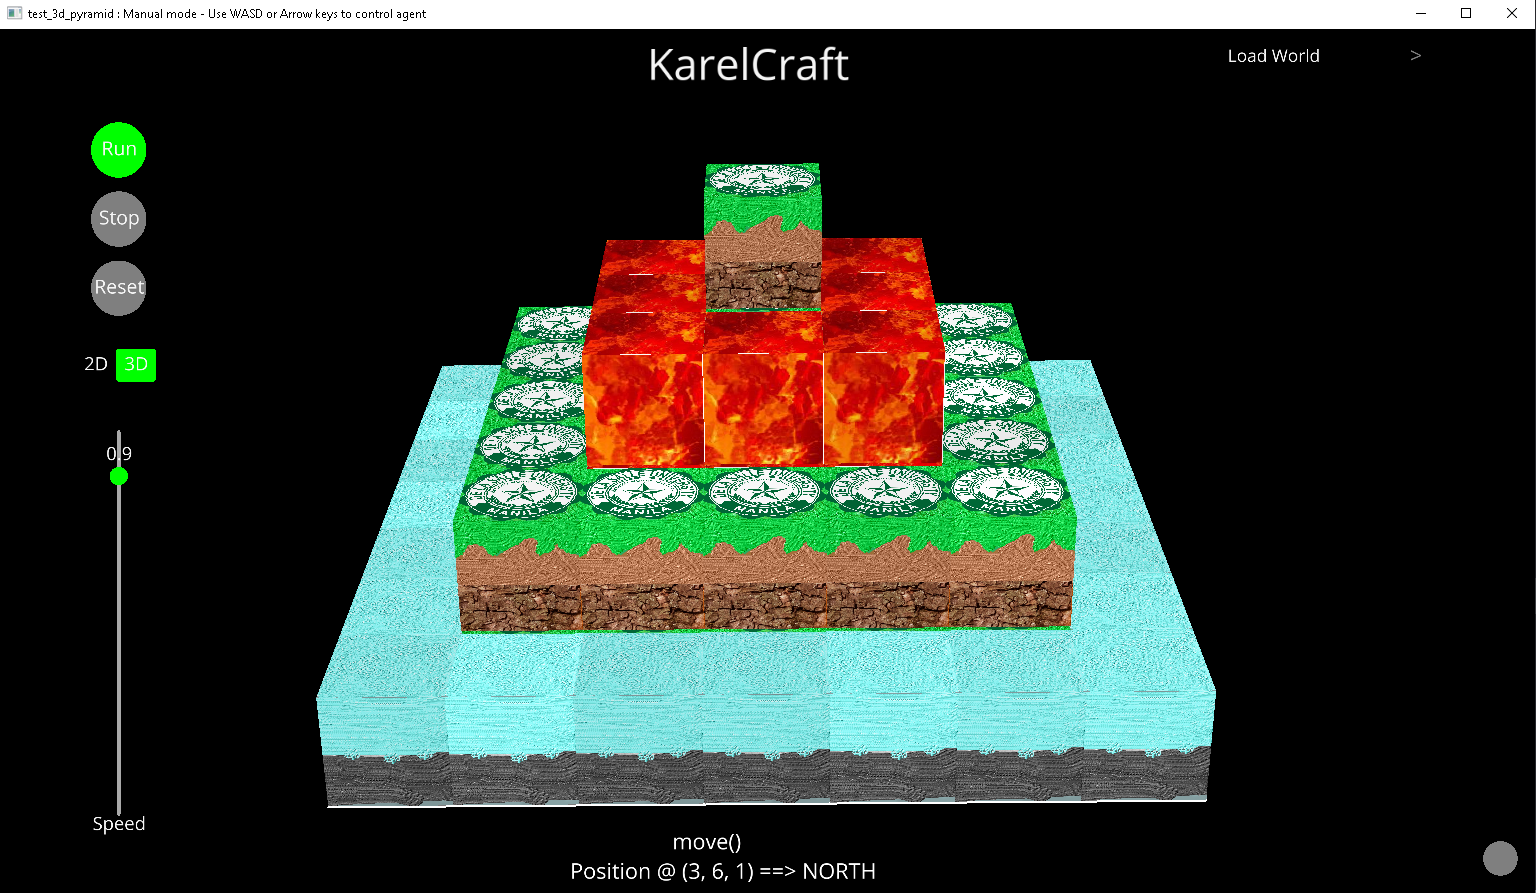 test_3d_pyramid : Manual mode - Use WASD or Arrow keys to control agent
KarelCraft
Load World >
Run
Stop
Reset
2D 3D
0.9
Speed
move()
Position @ (3, 6, 1) ==> NORTH